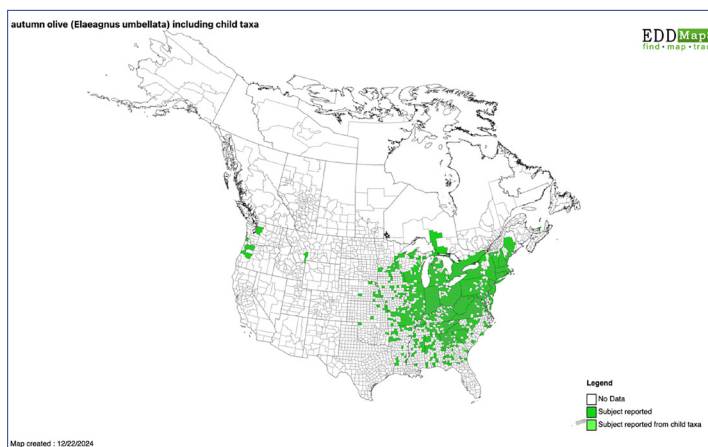 autumn olive (Elaeagnus umbellata) including child taxa
EDDMaps
find • map • trac
Legend
No Data
Subject reported
Subject reported from child taxa
Map created : 12/22/2024